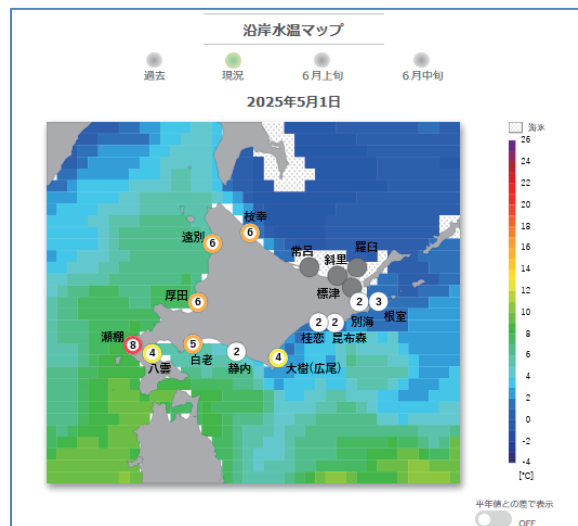 沿岸水温マップ
過去
現況
6月上旬
6月中旬
2025年5月1日
海氷
26
24
22
20
18
16
14
12
10
8
6
4
2
0
-2
-4
[℃]
枝幸
6
遠別
6
常呂
斜里
羅臼
標津
厚田
6
2
3
別海
根室
2
2
桂恋
昆布森
瀬棚
8
4
八雲
5
白老
2
静内
4
大樹(広尾)
平年値との差で表示
OFF